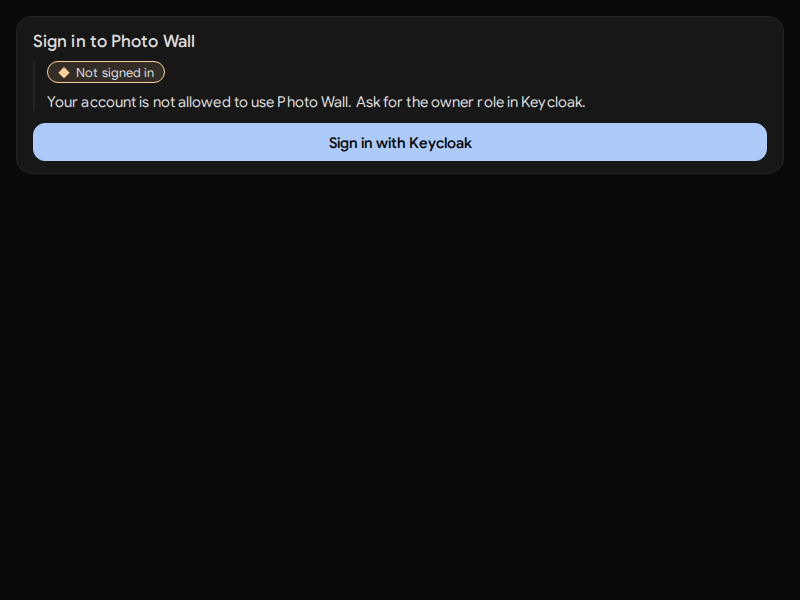 Sign in to Photo Wall
Not signed in
Your account is not allowed to use Photo Wall. Ask for the owner role in Keycloak.
Sign in with Keycloak